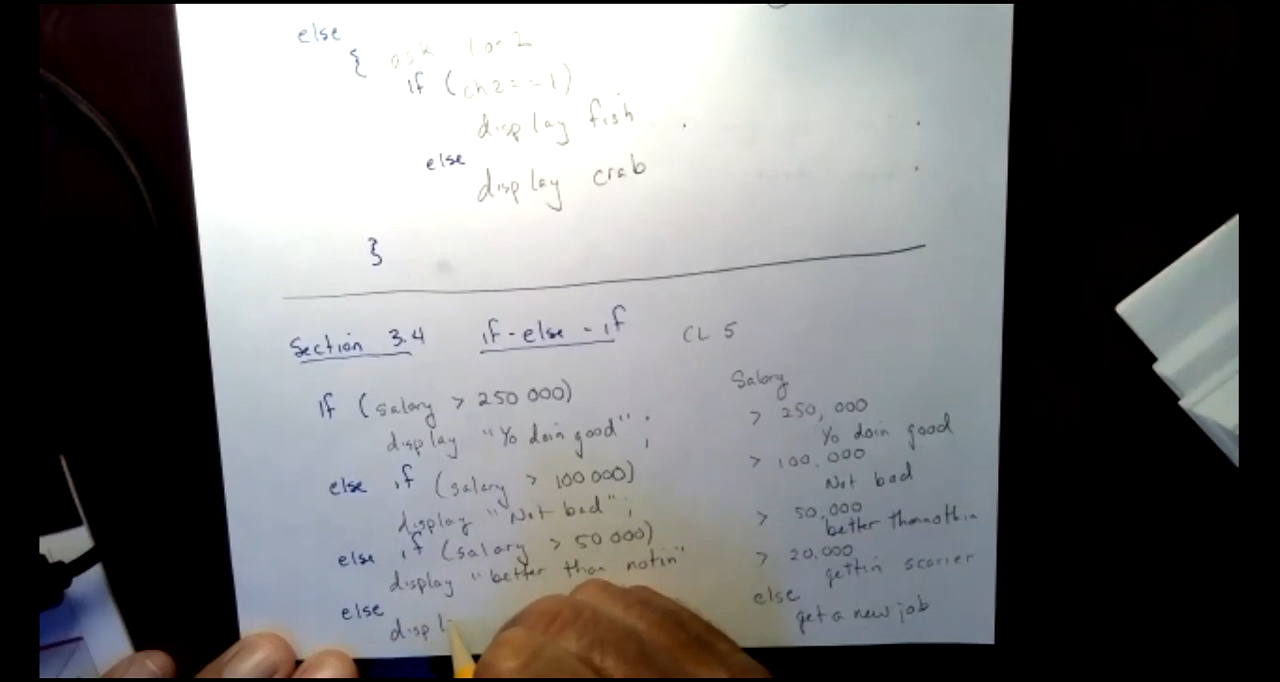 else
{ ask 1 or 2
if (ch2 == 1)
display fish
else
display crab
}
Section 3.4 if-else-if CL 5
if (salary > 250 000)
display "Yo doin good";
else if (salary > 100 000)
display "Not bad";
else if (salary > 50 000)
display "better than notin"
else
displ
Salary
> 250,000
Yo doin good
> 100,000
Not bad
> 50,000
better than nothin
> 20,000
gettin scarier
else
get a new job